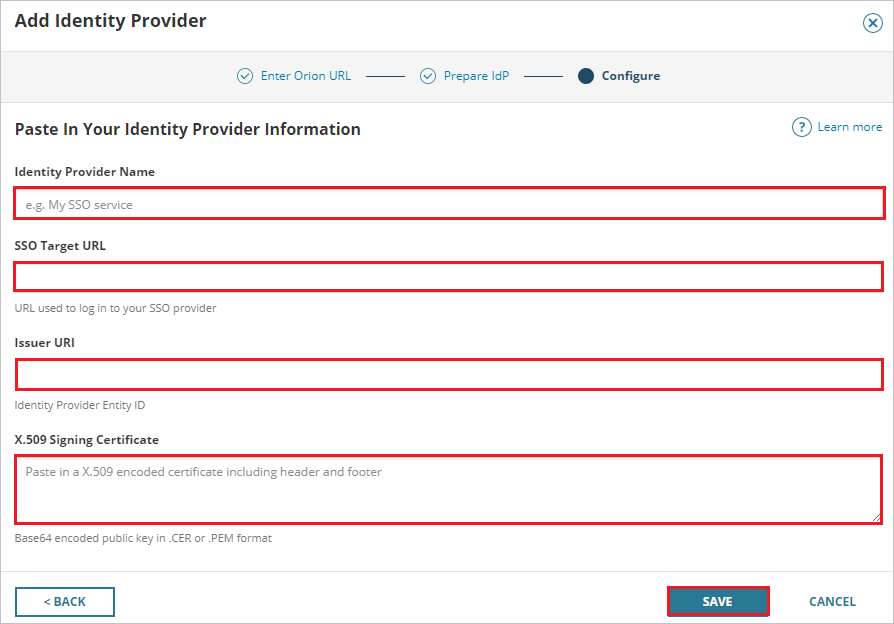 Add Identity Provider
Enter Orion URL
Prepare IdP
Configure
Paste In Your Identity Provider Information
? Learn more
Identity Provider Name
e.g. My SSO service
SSO Target URL
URL used to log in to your SSO provider
Issuer URI
Identity Provider Entity ID
X.509 Signing Certificate
Paste in a X.509 encoded certificate including header and footer
Base64 encoded public key in .CER or .PEM format
< BACK
SAVE
CANCEL